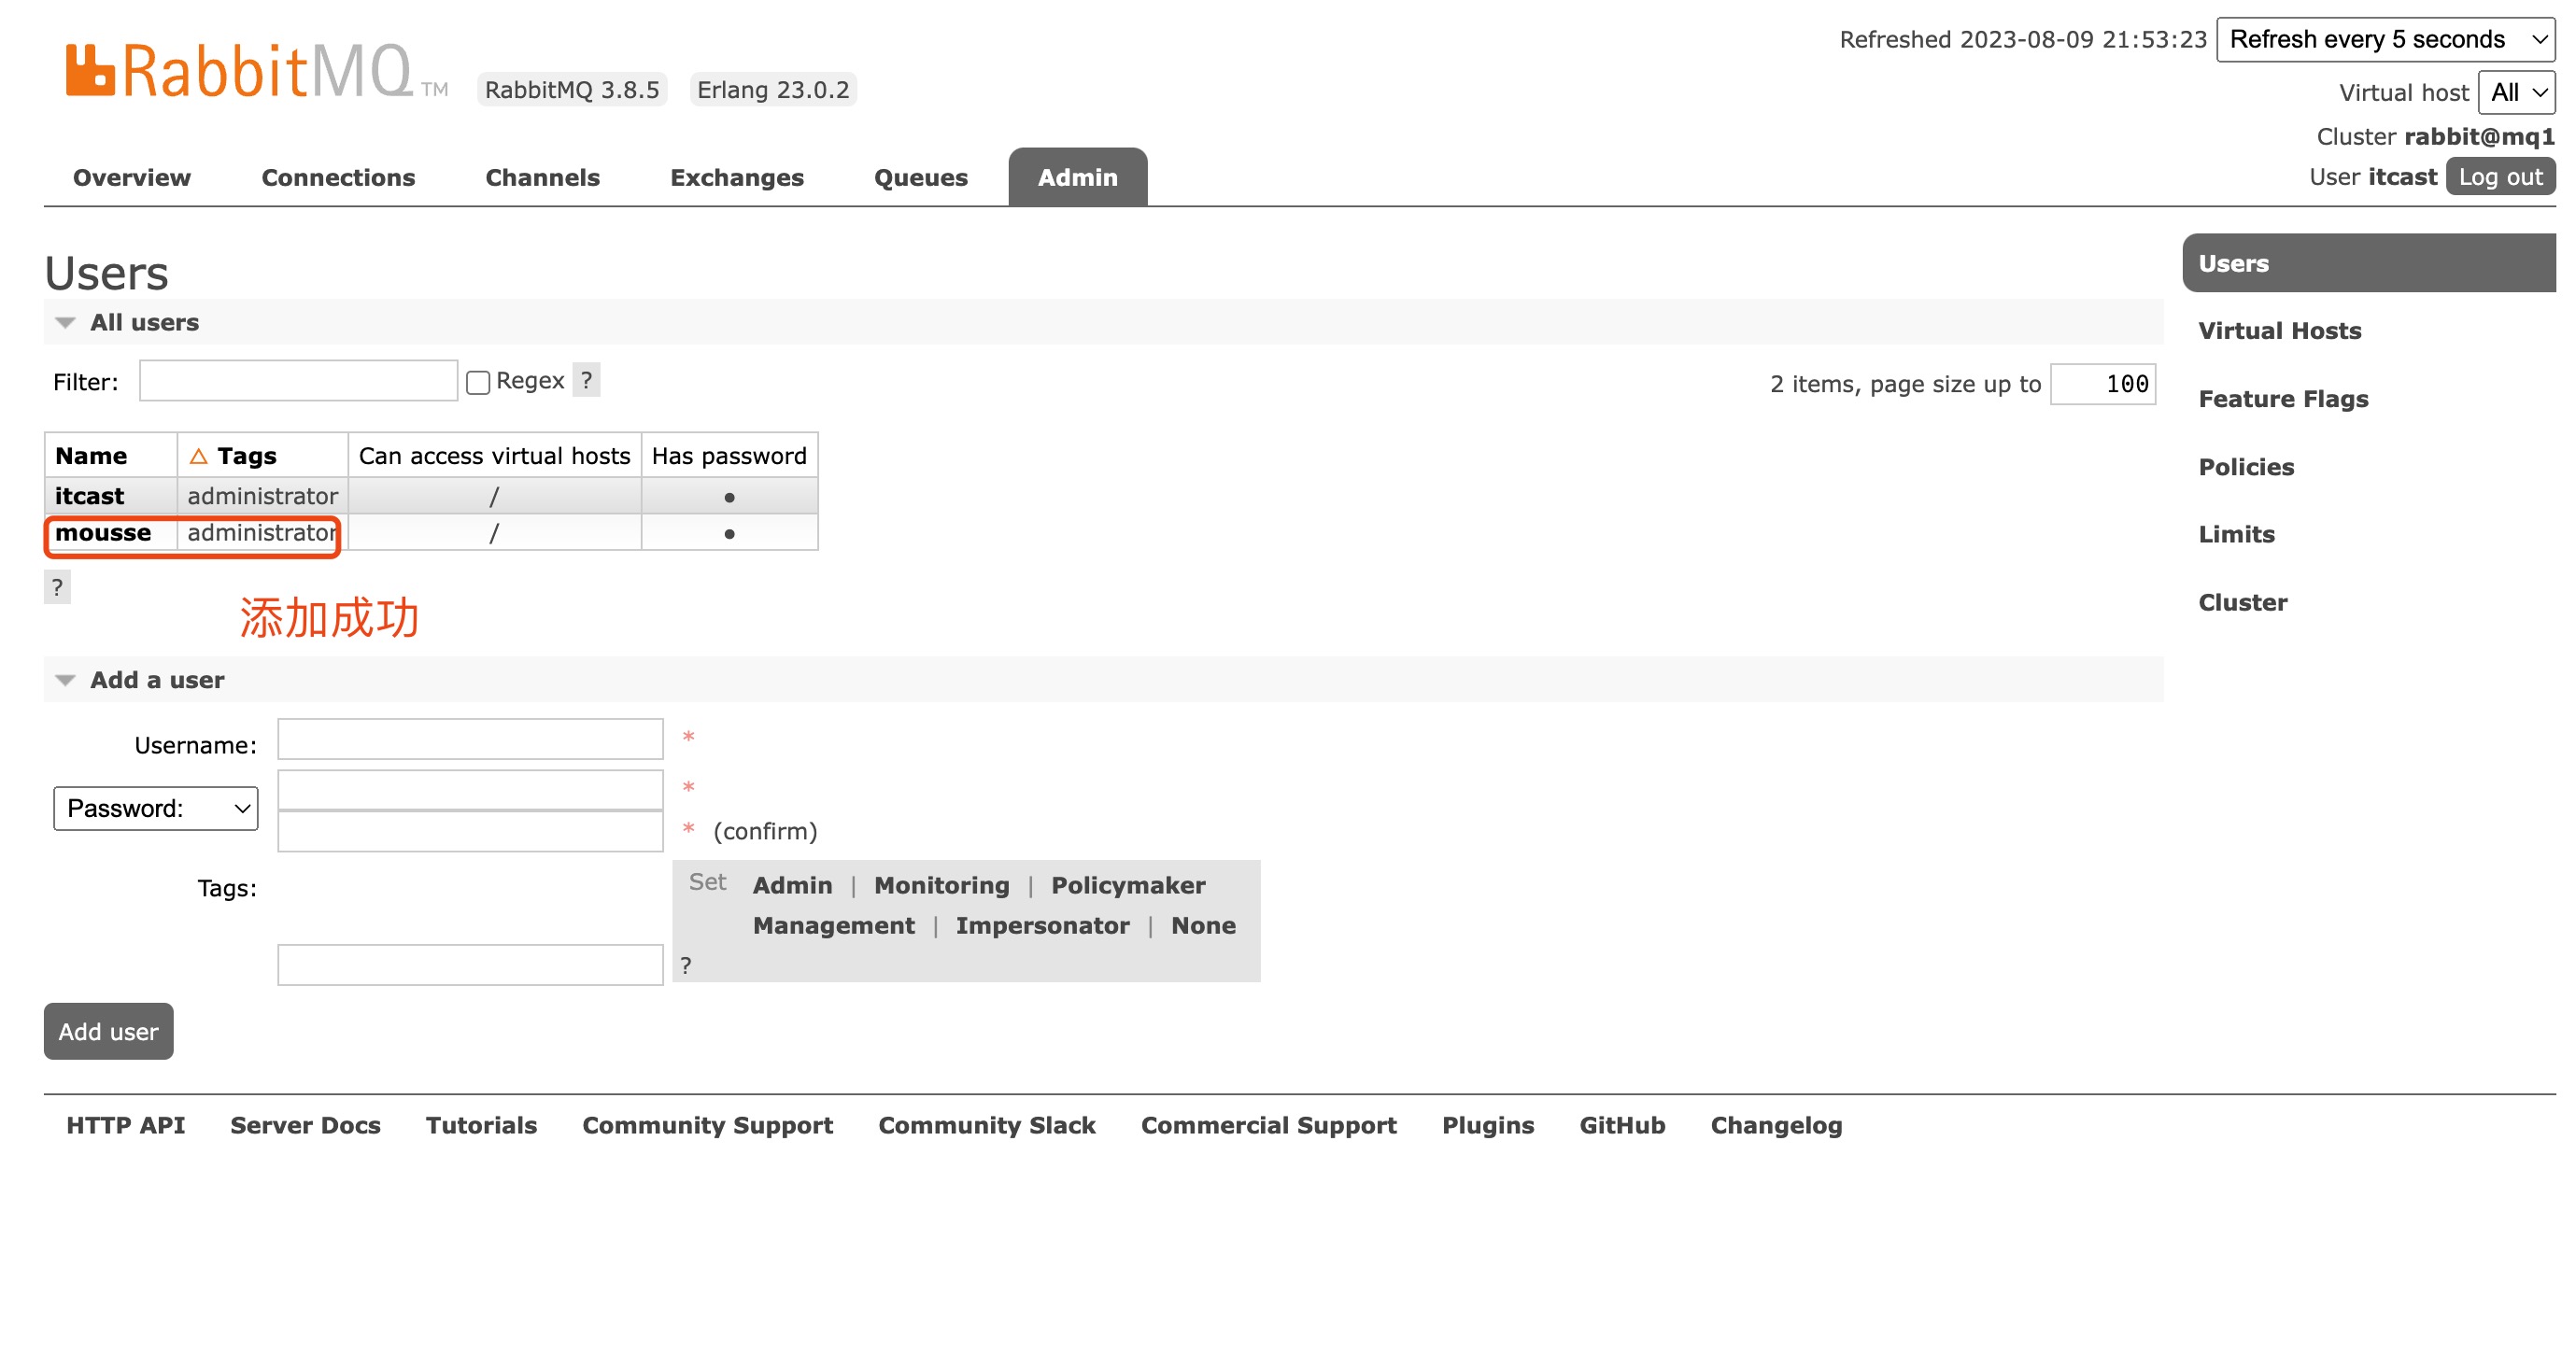 Refreshed 2023-08-09 21:53:23 Refresh every 5 seconds
RabbitMQ TM RabbitMQ 3.8.5 Erlang 23.0.2
Virtual host All
Cluster rabbit@mq1
User itcast Log out
Overview Connections Channels Exchanges Queues Admin
Users
All users
Filter: Regex ? 2 items, page size up to 100
Name △ Tags Can access virtual hosts Has password
itcast administrator / ●
mousse administrator / ●
?
添加成功
Add a user
Username: *
Password: *
* (confirm)
Tags: Set Admin | Monitoring | Policymaker
Management | Impersonator | None
?
Add user
Users
Virtual Hosts
Feature Flags
Policies
Limits
Cluster
HTTP API Server Docs Tutorials Community Support Community Slack Commercial Support Plugins GitHub Changelog